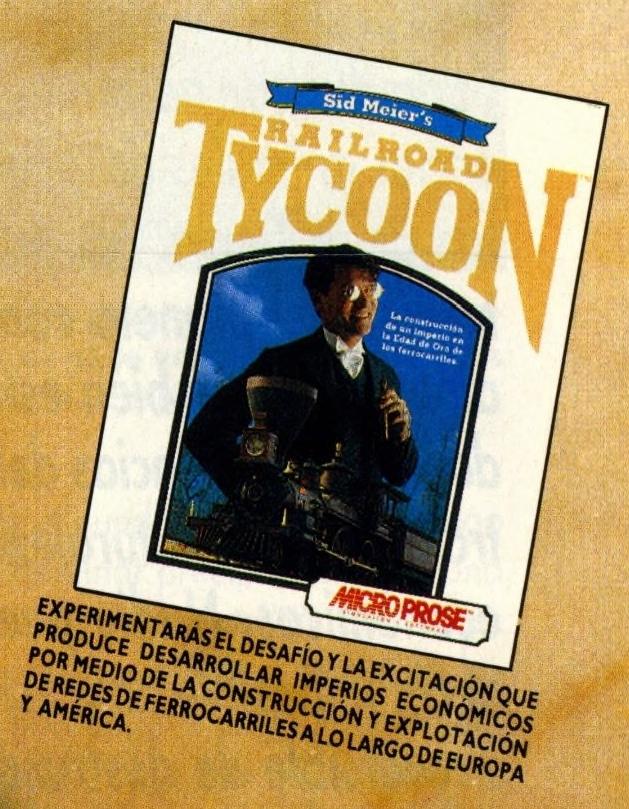 Sid Meier's
RAILROAD
TYCOON
La construcción
de un imperio en
la Edad de Oro de
los ferrocarriles.
MICROPROSE™
EXPERIMENTARÁS EL DESAFÍO Y LA EXCITACIÓN QUE
PRODUCE DESARROLLAR IMPERIOS ECONÓMICOS
POR MEDIO DE LA CONSTRUCCIÓN Y EXPLOTACIÓN
DE REDES DE FERROCARRILES A LO LARGO DE EUROPA
Y AMÉRICA.